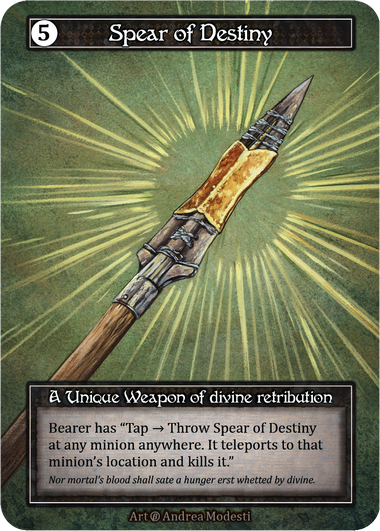 5
Spear of Destiny
A Unique Weapon of divine retribution
Bearer has “Tap → Throw Spear of Destiny
at any minion anywhere. It teleports to that
minion’s location and kills it.”
Nor mortal’s blood shall sate a hunger erst whetted by divine.
Art @ Andrea Modesti